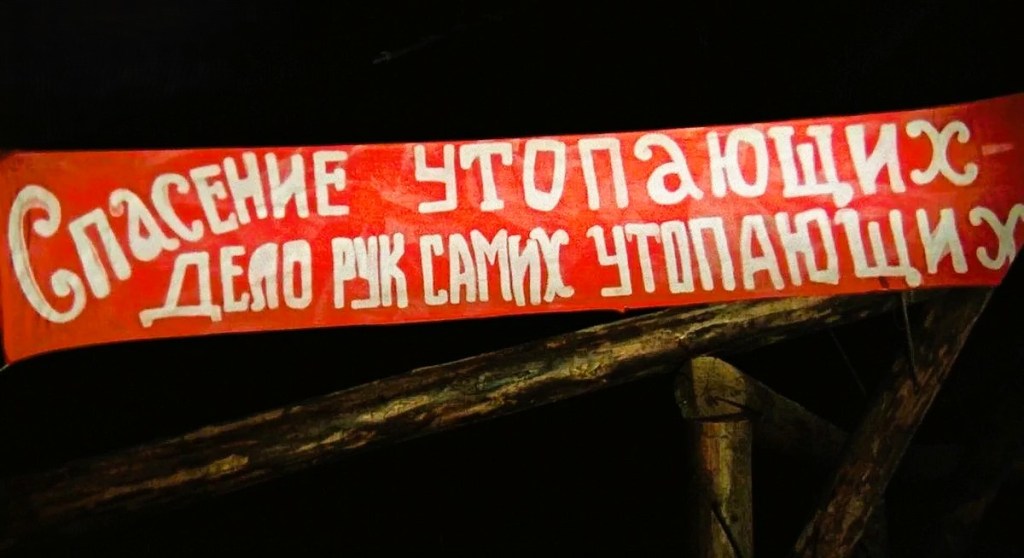 Спасение утопающих -
дело рук самих утопающих